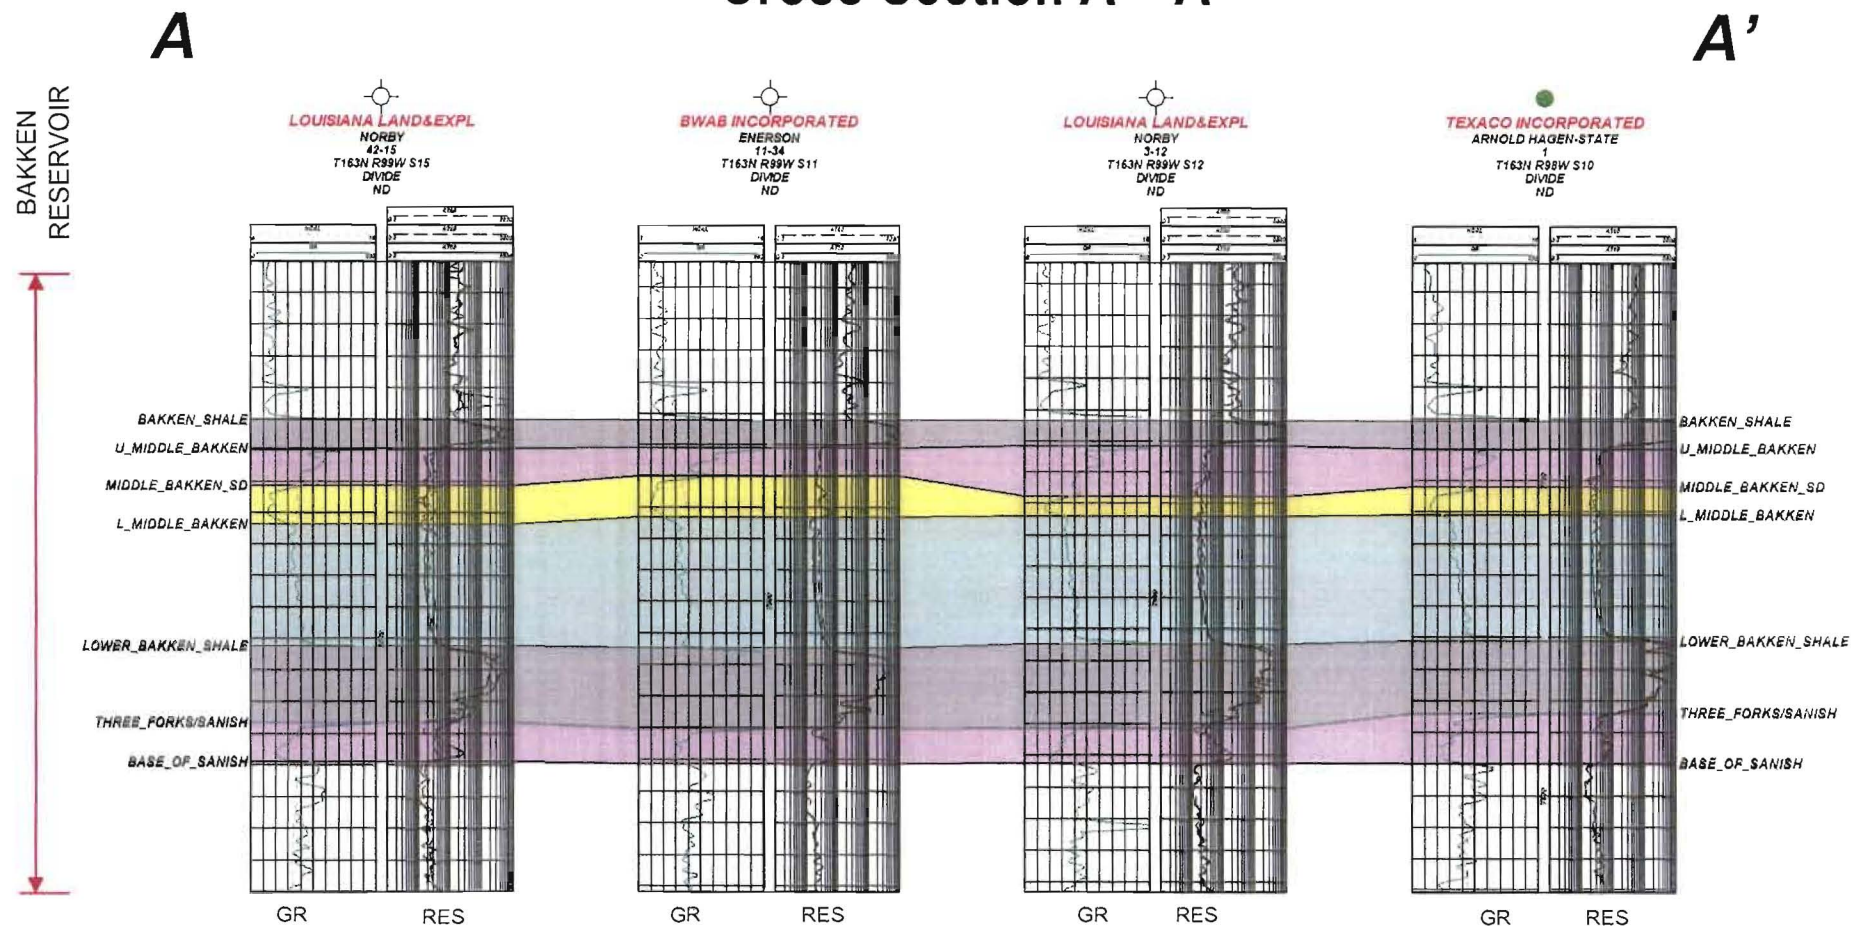 A
A'
BAKKEN
RESERVOIR
LOUISIANA LAND&EXPL
NORBY
42-15
T163N R99W S15
DIVIDE
ND
BWAB INCORPORATED
ENERSON
11-34
T163N R99W S11
DIVIDE
ND
LOUISIANA LAND&EXPL
NORBY
3-12
T163N R99W S12
DIVIDE
ND
TEXACO INCORPORATED
ARNOLD HAGEN-STATE
1
T163N R98W S10
DIVIDE
ND
BAKKEN_SHALE
U_MIDDLE_BAKKEN
MIDDLE_BAKKEN_SD
L_MIDDLE_BAKKEN
LOWER_BAKKEN_SHALE
THREE_FORKS/SANISH
BASE_OF_SANISH
BAKKEN_SHALE
U_MIDDLE_BAKKEN
MIDDLE_BAKKEN_SD
L_MIDDLE_BAKKEN
LOWER_BAKKEN_SHALE
THREE_FORKS/SANISH
BASE_OF_SANISH
GR RES
GR RES
GR RES
GR RES